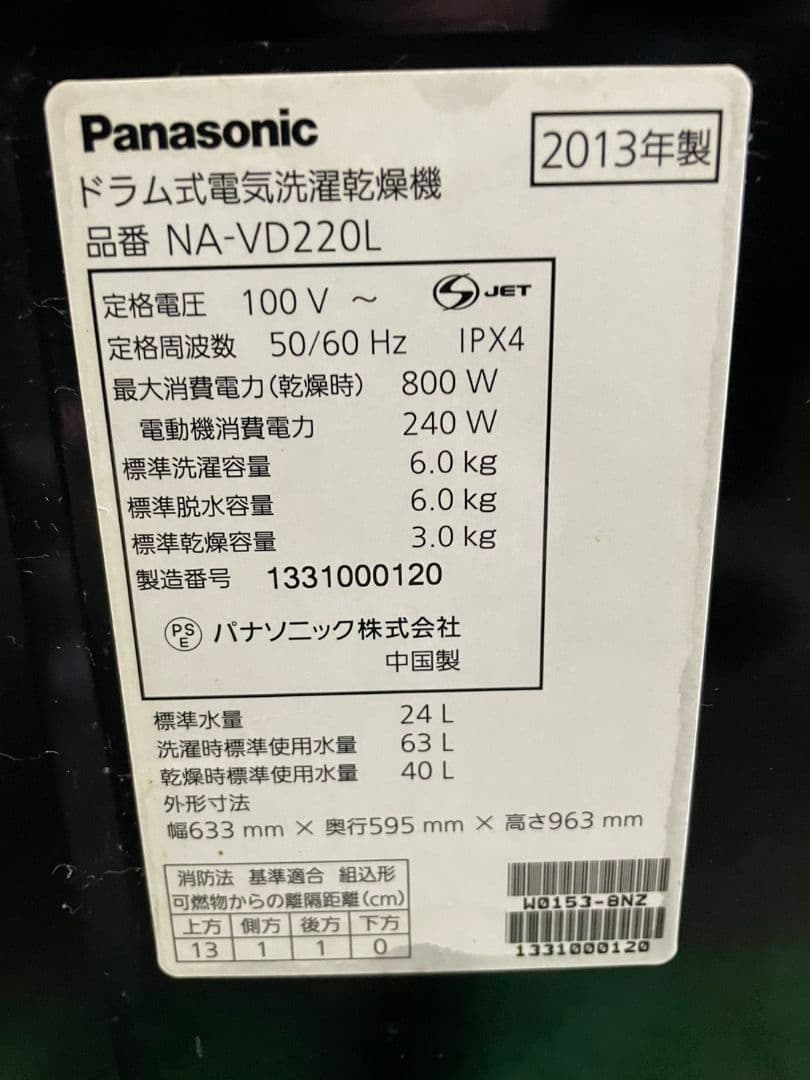 Panasonic
2013年製
ドラム式電気洗濯乾燥機
品番 NA-VD220L
定格電圧 100 V ~ S JET
定格周波数 50/60 Hz IPX4
最大消費電力(乾燥時) 800 W
電動機消費電力 240 W
標準洗濯容量 6.0 kg
標準脱水容量 6.0 kg
標準乾燥容量 3.0 kg
製造番号 1331000120
PSE パナソニック株式会社
中国製
標準水量 24 L
洗濯時標準使用水量 63 L
乾燥時標準使用水量 40 L
外形寸法
幅633 mm × 奥行595 mm × 高さ963 mm
消防法 基準適合 組込形
可燃物からの離隔距離(cm)
上方 側方 後方 下方
13 1 1 0
W0153-8NZ
1331000120